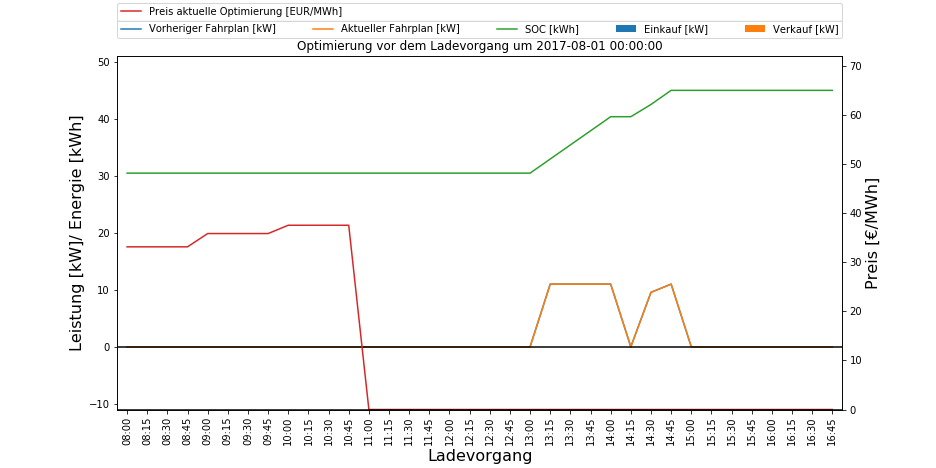 Preis aktuelle Optimierung [EUR/MWh]
Vorheriger Fahrplan [kW] Aktueller Fahrplan [kW] SOC [kWh] Einkauf [kW] Verkauf [kW]
Optimierung vor dem Ladevorgang um 2017-08-01 00:00:00
Leistung [kW]/ Energie [kWh]
50
40
30
20
10
0
−10
70
60
50
40
30
20
10
0
Preis [€/MWh]
08:00 08:15 08:30 08:45 09:00 09:15 09:30 09:45 10:00 10:15 10:30 10:45 11:00 11:15 11:30 11:45 12:00 12:15 12:30 12:45 13:00 13:15 13:30 13:45 14:00 14:15 14:30 14:45 15:00 15:15 15:30 15:45 16:00 16:15 16:30 16:45
Ladevorgang